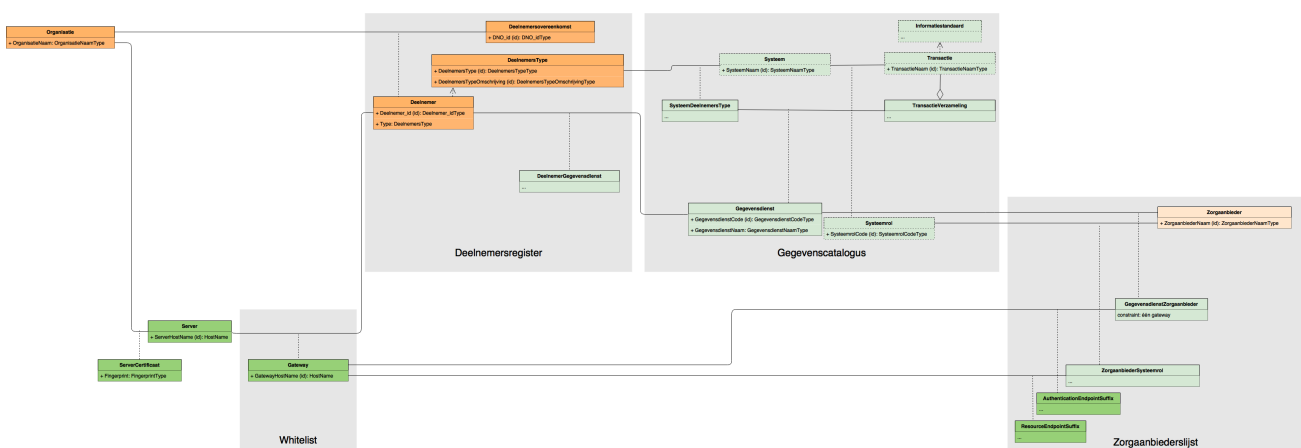 Organisatie
+ OrganisatieNaam: OrganisatieNaamType
Deelnemersovereenkomst
+ DNO_id (id): DNO_idType
DeelnemersType
+ DeelnemersType (id): DeelnemersTypeType
+ DeelnemersTypeOmschrijving (id): DeelnemersTypeOmschrijvingType
Deelnemer
+ Deelnemer_id (id): Deelnemer_idType
+ Type: DeelnemersType
DeelnemerGegevensdienst
...
Deelnemersregister
Informatiestandaard
...
Systeem
+ SysteemNaam (id): SysteemNaamType
Transactie
+ TransactieNaam (id): TransactieNaamType
SysteemDeelnemersType
...
TransactieVerzameling
...
Gegevensdienst
+ GegevensdienstCode (id): GegevensdienstCodeType
+ GegevensdienstNaam: GegevensdienstNaamType
Systeemrol
+ SysteemrolCode (id): SysteemrolCodeType
Gegevenscatalogus
Zorgaanbieder
+ ZorgaanbiederNaam (id): ZorgaanbiederNaamType
GegevensdienstZorgaanbieder
constraint: één gateway
Server
+ ServerHostName (id): HostName
ServerCertificaat
+ Fingerprint: FingerprintType
Gateway
+ GatewayHostName (id): HostName
Whitelist
ZorgaanbiederSysteemrol
...
AuthenticationEndpointSuffix
...
ResourceEndpointSuffix
...
Zorgaanbiederslijst